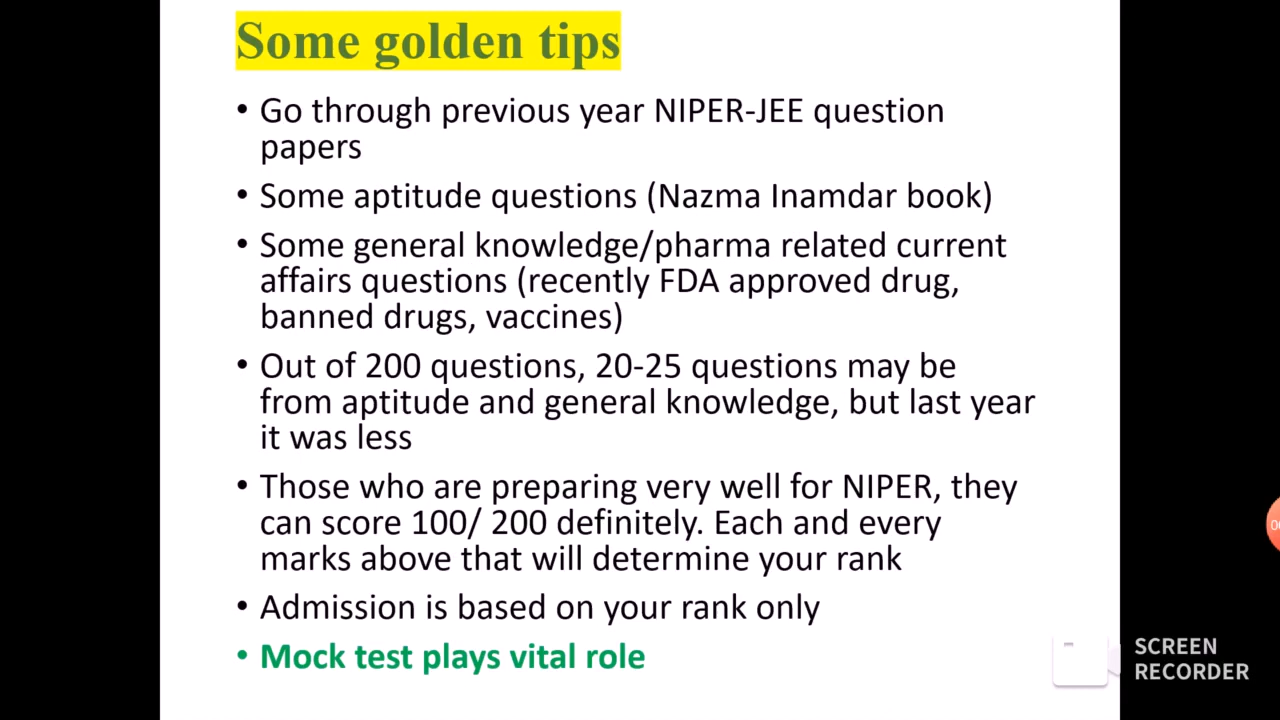 Some golden tips
• Go through previous year NIPER-JEE question
papers
• Some aptitude questions (Nazma Inamdar book)
• Some general knowledge/pharma related current
affairs questions (recently FDA approved drug,
banned drugs, vaccines)
• Out of 200 questions, 20-25 questions may be
from aptitude and general knowledge, but last year
it was less
• Those who are preparing very well for NIPER, they
can score 100/ 200 definitely. Each and every
marks above that will determine your rank
• Admission is based on your rank only
• Mock test plays vital role
SCREEN
RECORDER